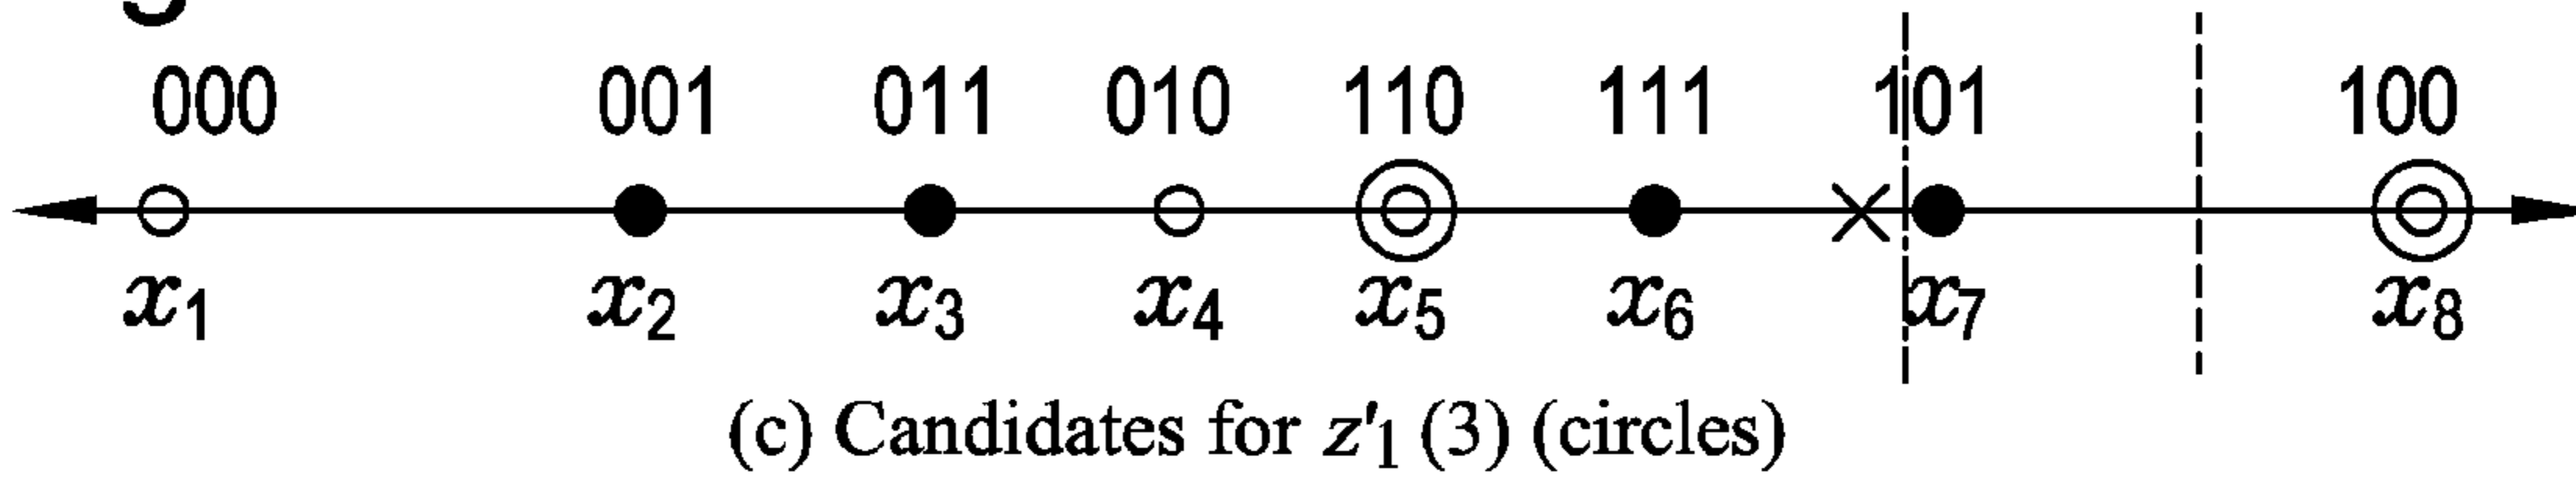 000 001 011 010 110 111 101 100
x1 x2 x3 x4 x5 x6 x7 x8
(c) Candidates for z'1 (3) (circles)